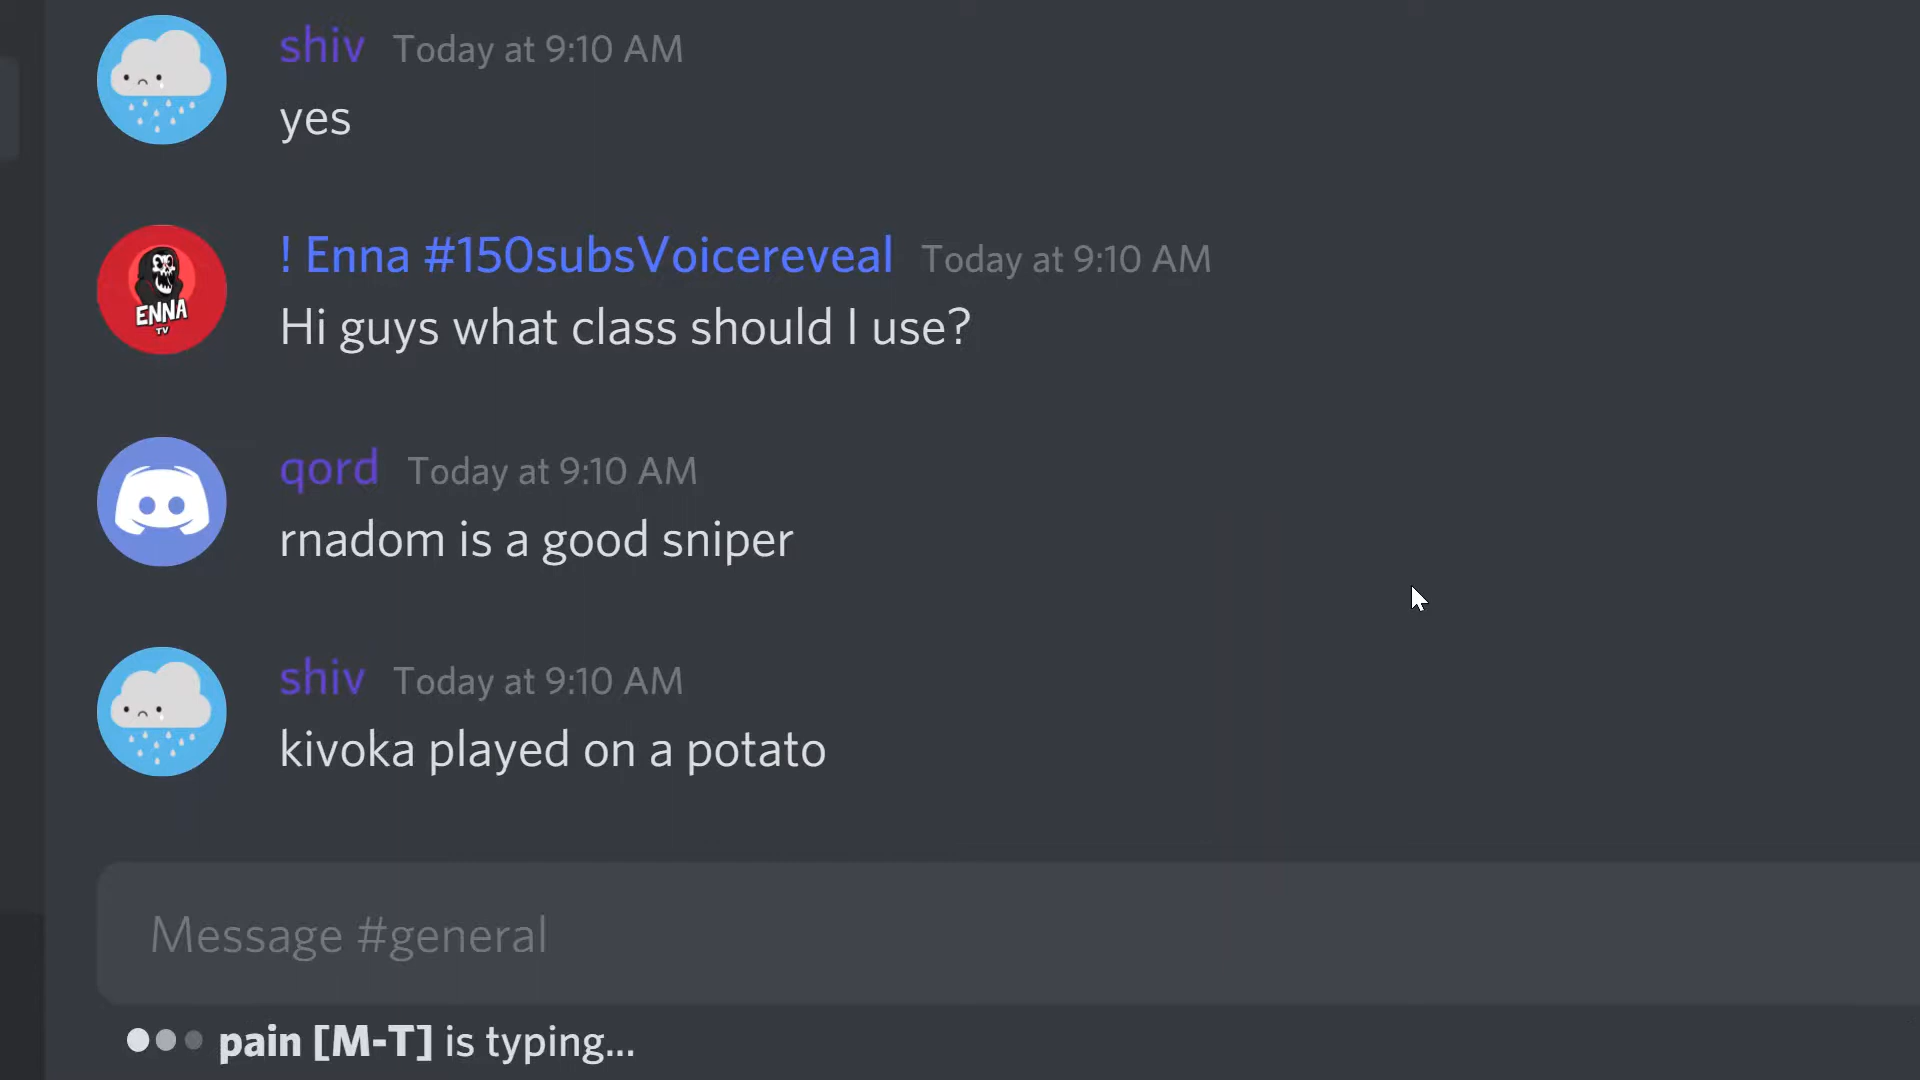 shiv Today at 9:10 AM
yes
! Enna #150subsVoicereveal Today at 9:10 AM
Hi guys what class should I use?
ENNA
TV
qord Today at 9:10 AM
rnadom is a good sniper
shiv Today at 9:10 AM
kivoka played on a potato
Message #general
pain [M-T] is typing...